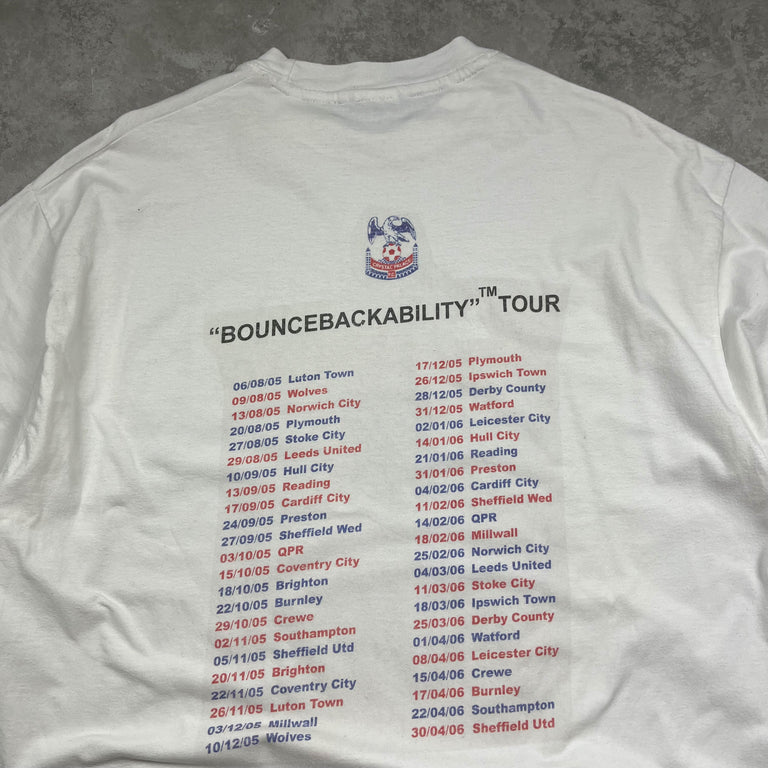 CRYSTAL PALACE
“BOUNCEBACKABILITY”™ TOUR
06/08/05 Luton Town
09/08/05 Wolves
13/08/05 Norwich City
20/08/05 Plymouth
27/08/05 Stoke City
29/08/05 Leeds United
10/09/05 Hull City
13/09/05 Reading
17/09/05 Cardiff City
24/09/05 Preston
27/09/05 Sheffield Wed
03/10/05 QPR
15/10/05 Coventry City
18/10/05 Brighton
22/10/05 Burnley
29/10/05 Crewe
02/11/05 Southampton
05/11/05 Sheffield Utd
20/11/05 Brighton
22/11/05 Coventry City
26/11/05 Luton Town
03/12/05 Millwall
10/12/05 Wolves
17/12/05 Plymouth
26/12/05 Ipswich Town
28/12/05 Derby County
31/12/05 Watford
02/01/06 Leicester City
14/01/06 Hull City
21/01/06 Reading
31/01/06 Preston
04/02/06 Cardiff City
11/02/06 Sheffield Wed
14/02/06 QPR
18/02/06 Millwall
25/02/06 Norwich City
04/03/06 Leeds United
11/03/06 Stoke City
18/03/06 Ipswich Town
25/03/06 Derby County
01/04/06 Watford
08/04/06 Leicester City
15/04/06 Crewe
17/04/06 Burnley
22/04/06 Southampton
30/04/06 Sheffield Utd